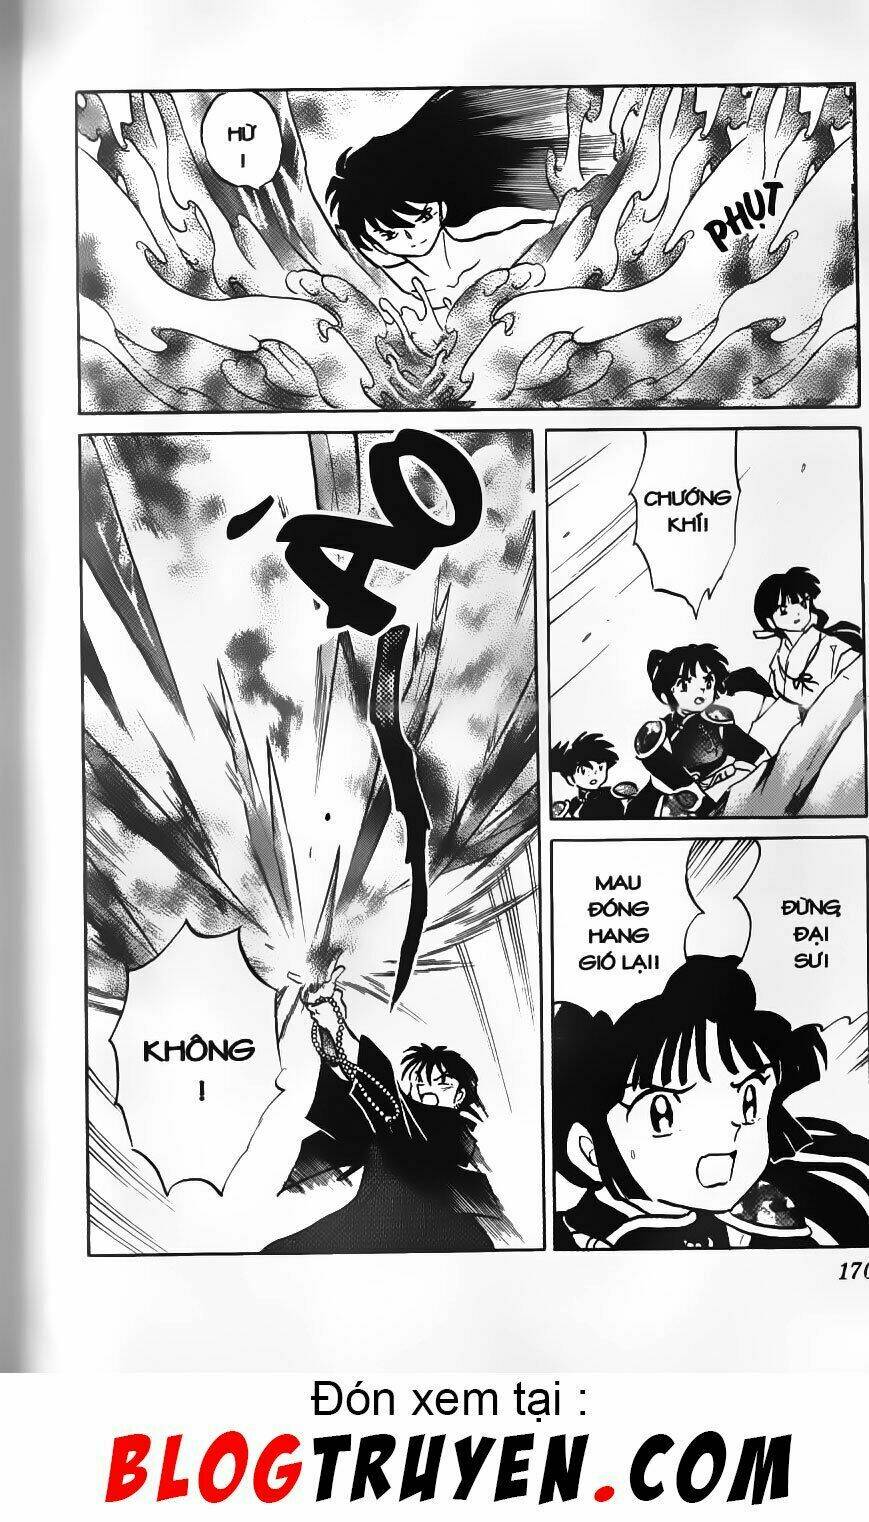 HỪ
!
PHỤT
CHƯỚNG
KHÍ!
ÀO
ĐỪNG,
ĐẠI
SƯ!
MAU
ĐÓNG
HANG
GIÓ LẠI!
KHÔNG
!
170
Đón xem tại :
BLOGTRUYEN.COM